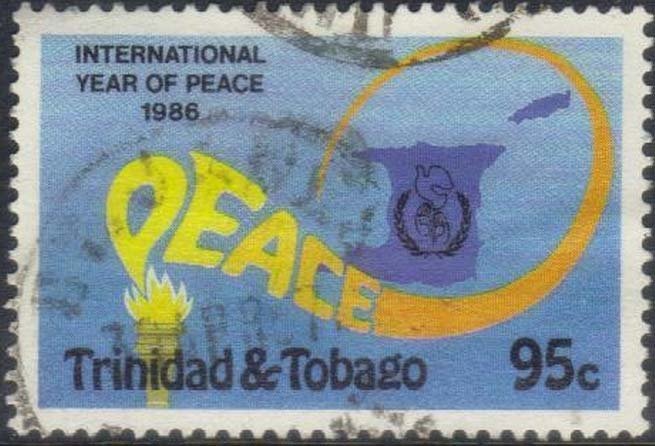 INTERNATIONAL
YEAR OF PEACE
1986
PEACE
Trinidad & Tobago 95c